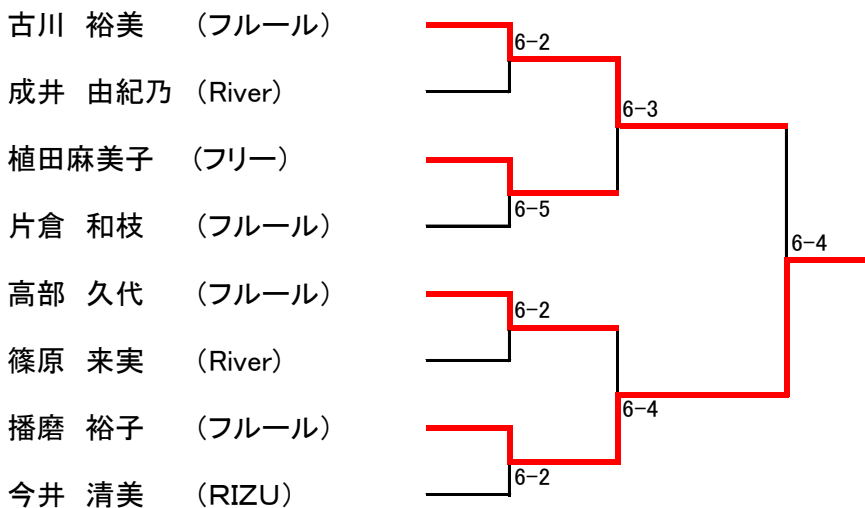 古川　裕美　（フルール）
6-2
成井　由紀乃　（River）
6-3
植田麻美子　（フリー）
片倉　和枝　（フルール）
6-5
6-4
高部　久代　（フルール）
6-2
篠原　来実　（River）
6-4
播磨　裕子　（フルール）
6-2
今井　清美　（RIZU）